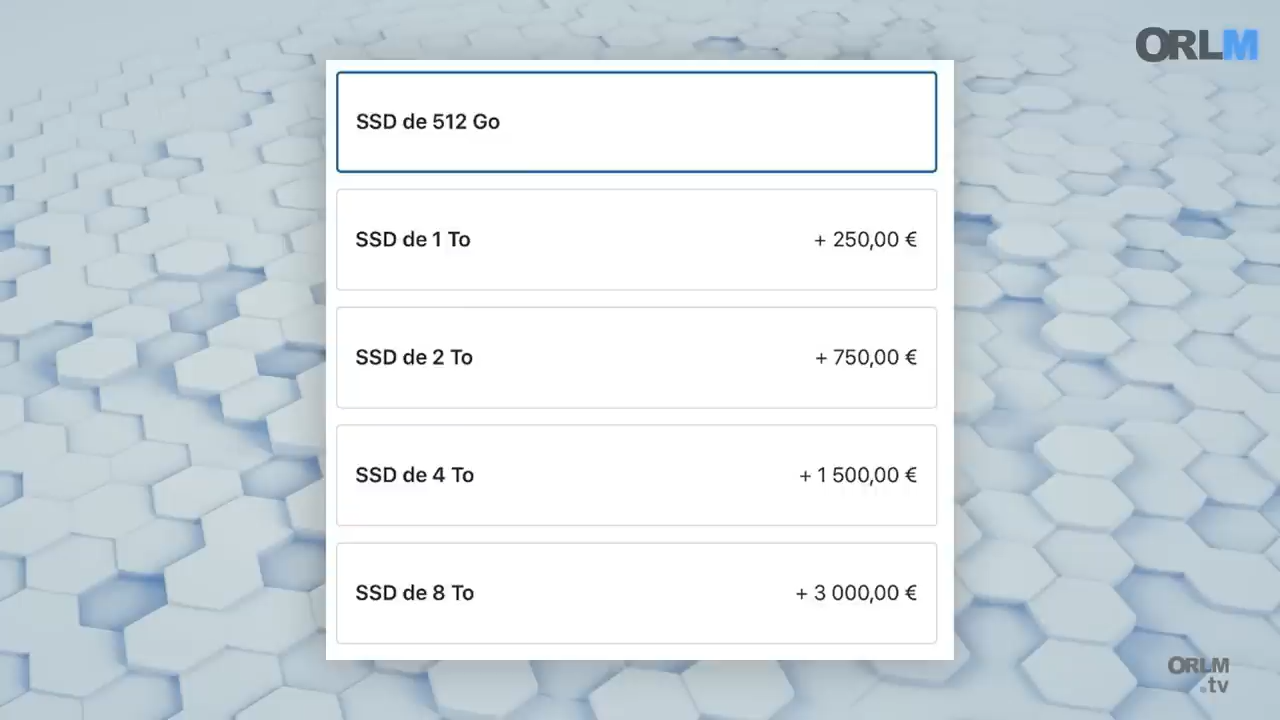 ORLM
SSD de 512 Go
SSD de 1 To + 250,00 €
SSD de 2 To + 750,00 €
SSD de 4 To + 1 500,00 €
SSD de 8 To + 3 000,00 €
ORLM
.tv